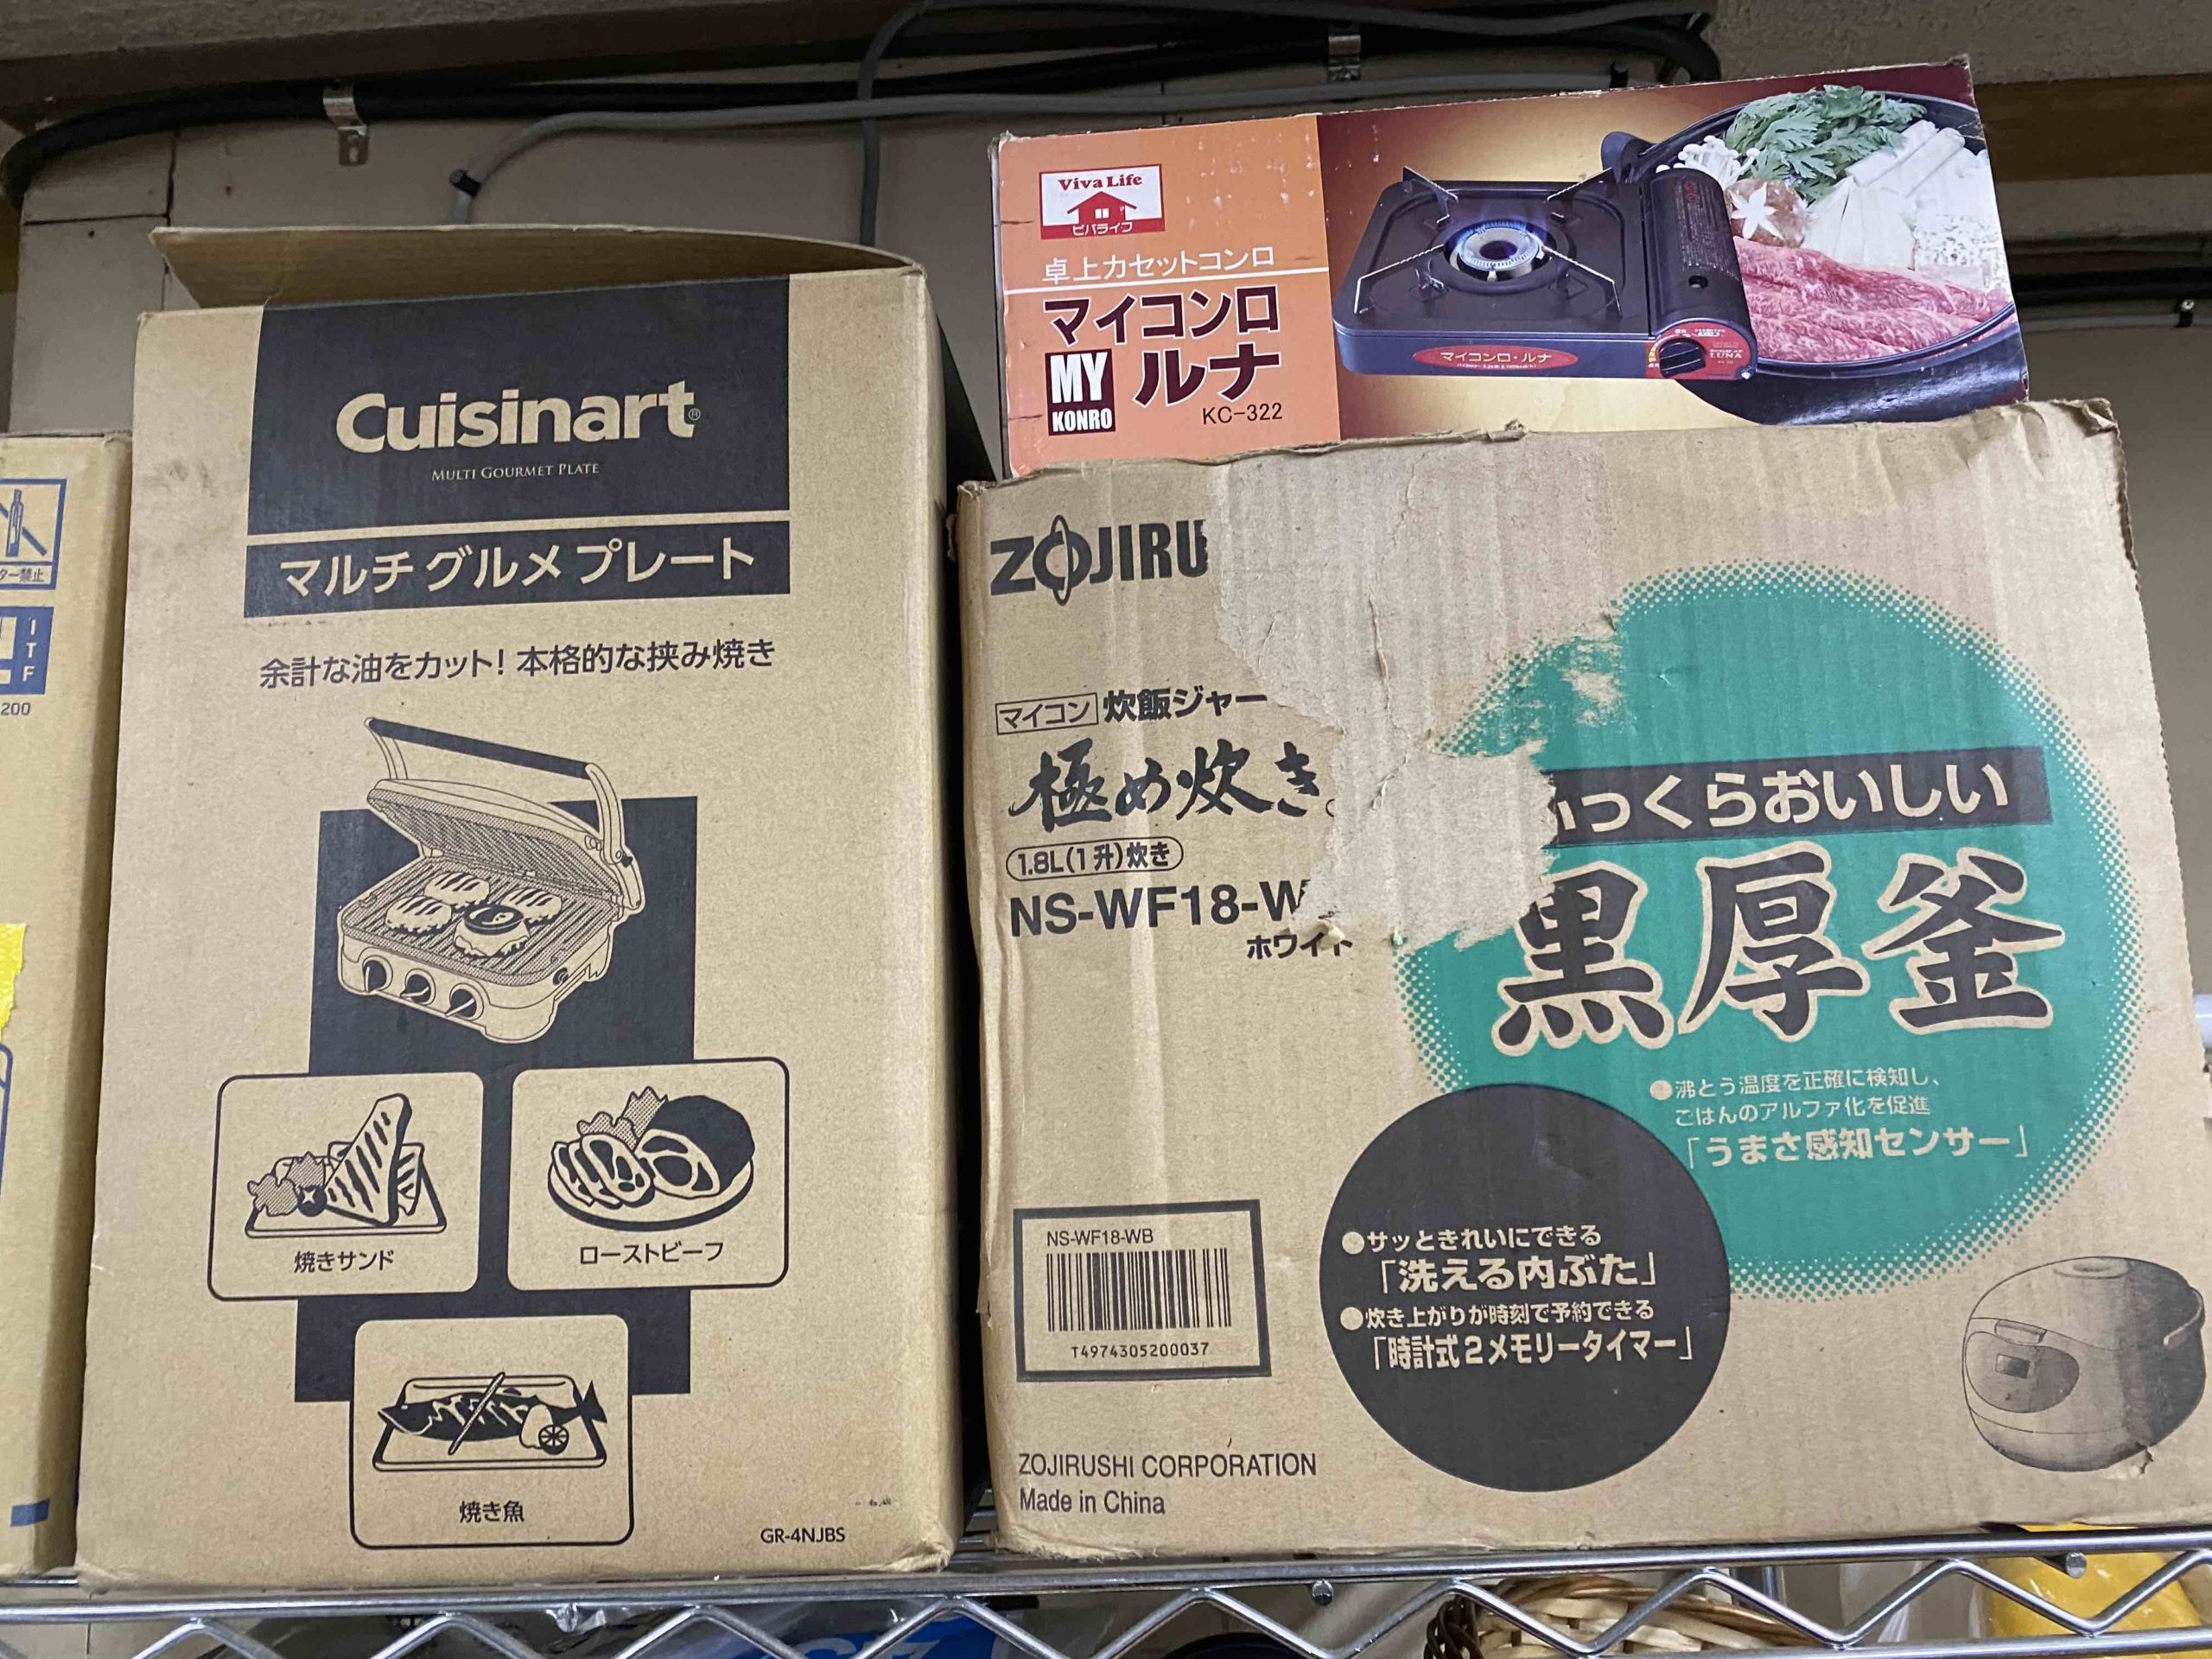 ター禁止
ITF
200
Cuisinart®
MULTI GOURMET PLATE
マルチグルメプレート
余計な油をカット!本格的な挟み焼き
焼きサンド
ローストビーフ
焼き魚
GR-4NJBS
Viva Life
ビバライフ
卓上カセットコンロ
マイコンロ
MY KONRO
ルナ
KC-322
マイコンロ・ルナ
LUNA
ZOJIRU
マイコン 炊飯ジャー
極め炊き
1.8L(1升)炊き
NS-WF18-W
ホワイト
っくらおいしい
黒厚釜
●沸とう温度を正確に検知し、
ごはんのアルファ化を促進
「うまさ感知センサー」
●サッときれいにできる
「洗える内ぶた」
●炊き上がりが時刻で予約できる
「時計式2メモリータイマー」
NS-WF18-WB
T4974305200037
ZOJIRUSHI CORPORATION
Made in China